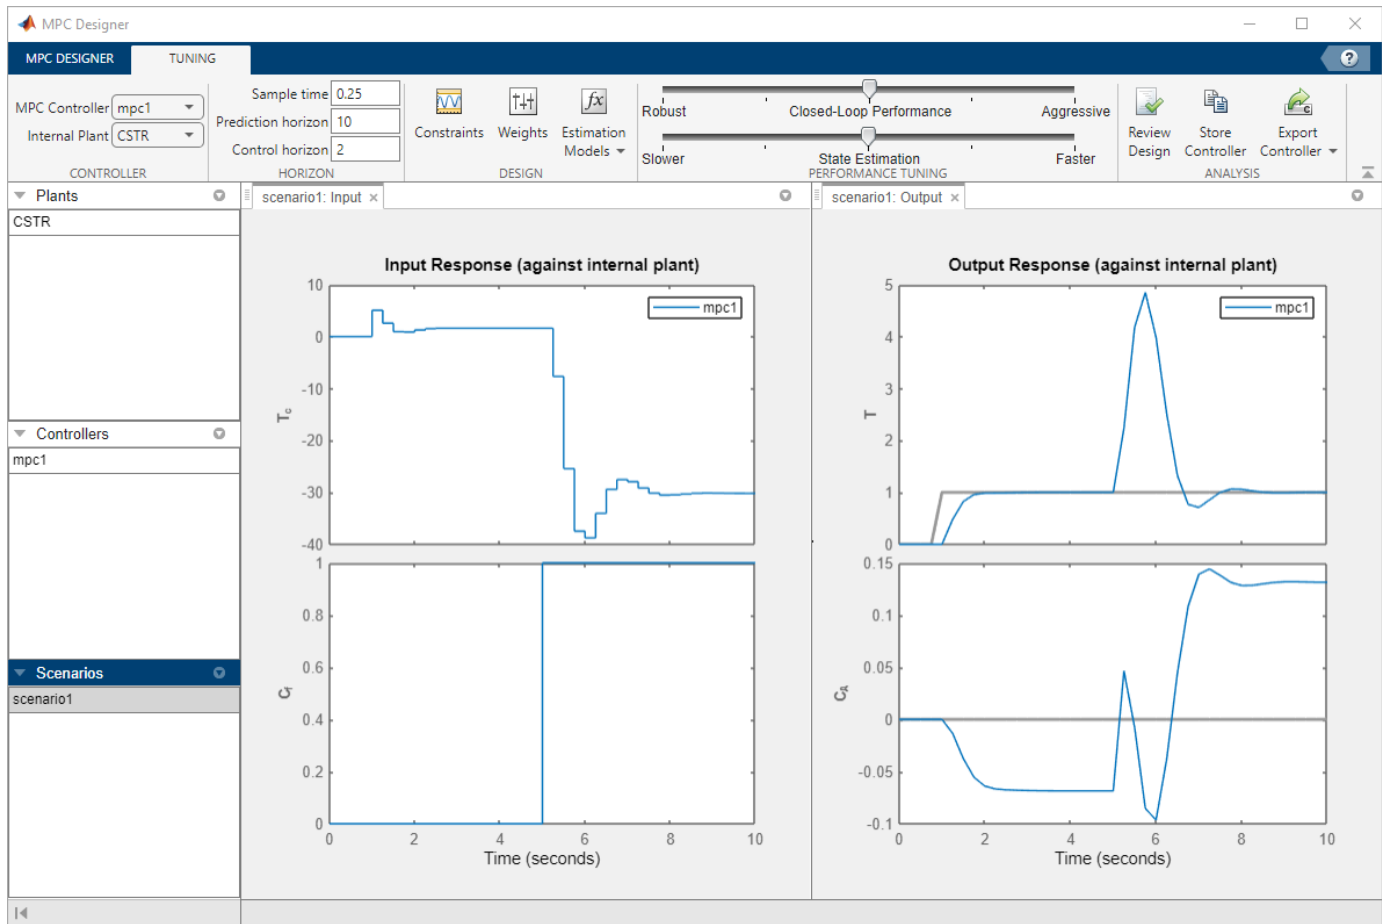 MPC Designer
MPC DESIGNER
TUNING
MPC Controller mpc1
Internal Plant CSTR
CONTROLLER
Sample time 0.25
Prediction horizon 10
Control horizon 2
HORIZON
Constraints
Weights
Estimation
Models
DESIGN
Robust
Closed-Loop Performance
Aggressive
Slower
State Estimation
Faster
PERFORMANCE TUNING
Review
Design
Store
Controller
Export
Controller
ANALYSIS
Plants
CSTR
Controllers
mpc1
Scenarios
scenario1
scenario1: Input
Input Response (against internal plant)
mpc1
10
0
-10
-20
-30
-40
Tc
1
0.8
0.6
0.4
0.2
0
Cf
0 2 4 6 8 10
Time (seconds)
scenario1: Output
Output Response (against internal plant)
mpc1
5
4
3
2
1
0
T
0.15
0.1
0.05
0
-0.05
-0.1
CA
0 2 4 6 8 10
Time (seconds)